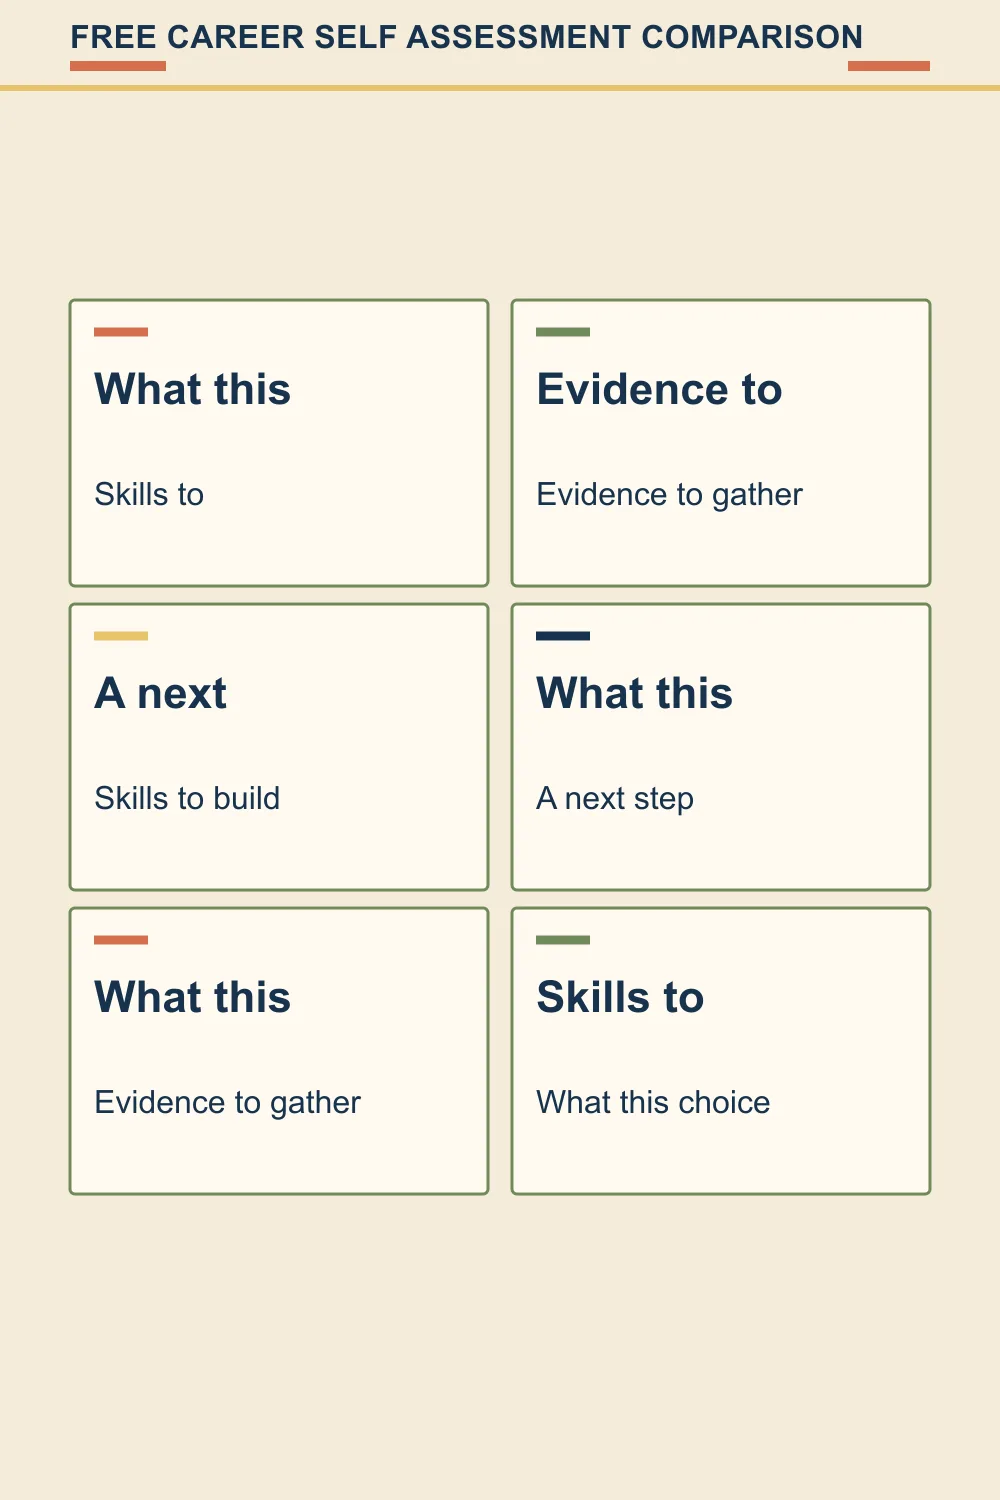 FREE CAREER SELF ASSESSMENT COMPARISON
What this
Skills to
Evidence to
Evidence to gather
A next
Skills to build
What this
A next step
What this
Evidence to gather
Skills to
What this choice